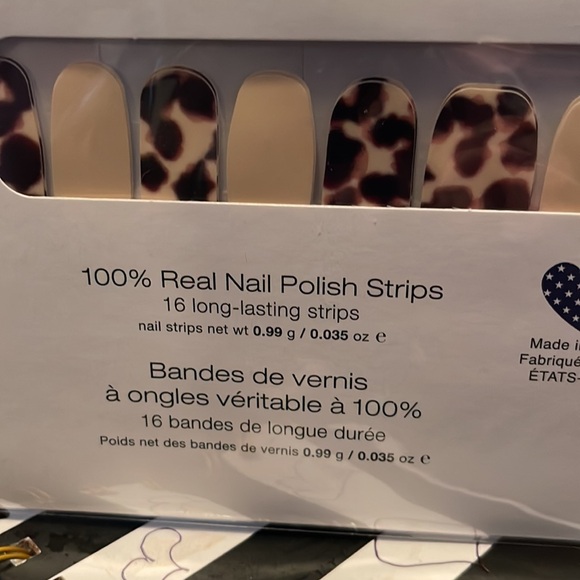 100% Real Nail Polish Strips
16 long-lasting strips
nail strips net wt 0.99 g / 0.035 oz e
Bandes de vernis
à ongles véritable à 100%
16 bandes de longue durée
Poids net des bandes de vernis 0.99 g / 0.035 oz e
Made
Fabriqué
ÉTATS-